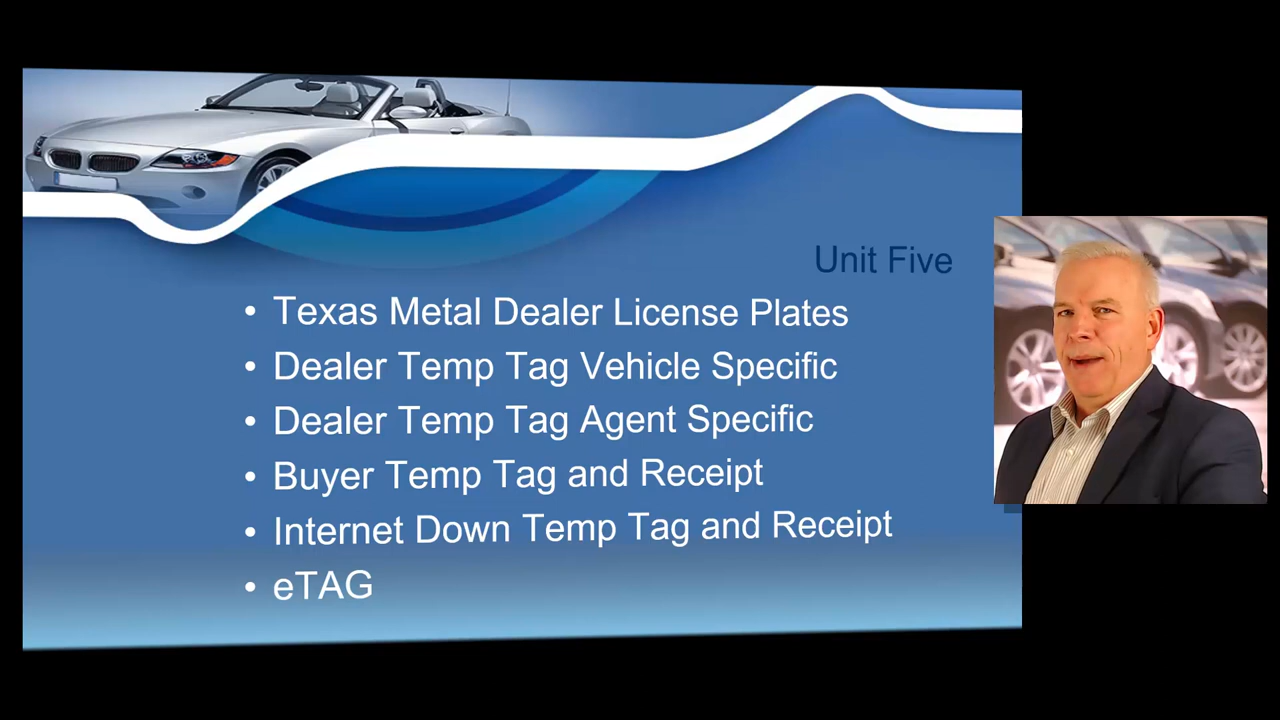 Unit Five
• Texas Metal Dealer License Plates
• Dealer Temp Tag Vehicle Specific
• Dealer Temp Tag Agent Specific
• Buyer Temp Tag and Receipt
• Internet Down Temp Tag and Receipt
• eTAG